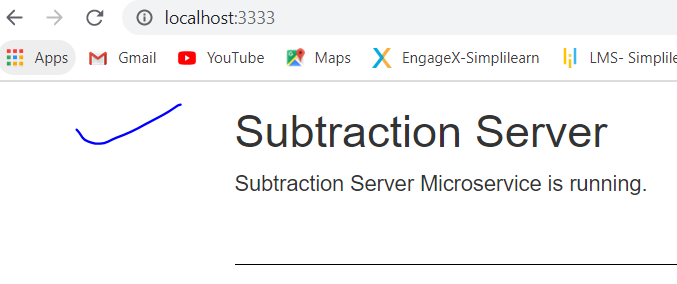 localhost:3333
Apps Gmail YouTube Maps EngageX-Simplilearn LMS- Simplile
Subtraction Server
Subtraction Server Microservice is running.